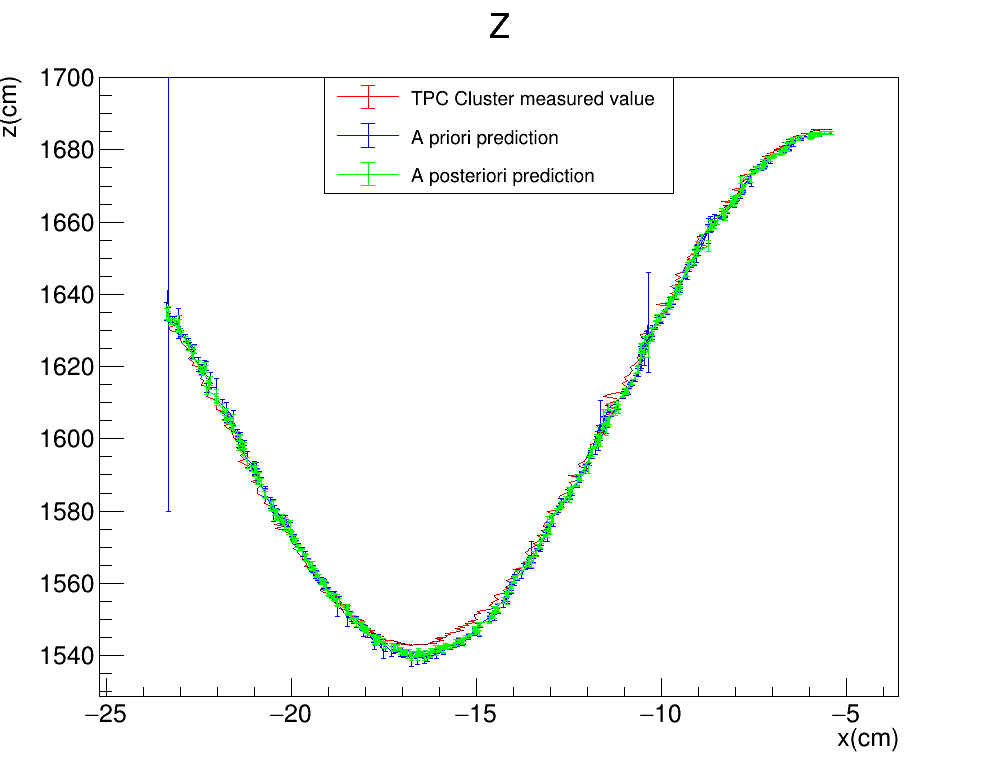 Z
z(cm)
1700
1680
1660
1640
1620
1600
1580
1560
1540
TPC Cluster measured value
A priori prediction
A posteriori prediction
−25 −20 −15 −10 −5
x(cm)